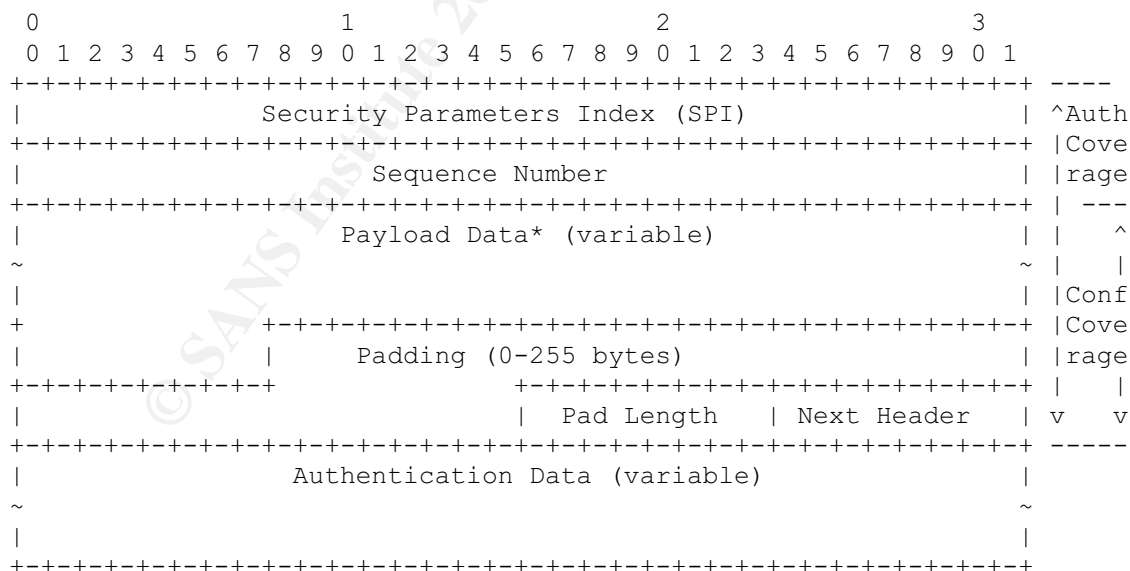 0                   1                   2                   3
 0 1 2 3 4 5 6 7 8 9 0 1 2 3 4 5 6 7 8 9 0 1 2 3 4 5 6 7 8 9 0 1
+-+-+-+-+-+-+-+-+-+-+-+-+-+-+-+-+-+-+-+-+-+-+-+-+-+-+-+-+-+-+-+-+ ----
|               Security Parameters Index (SPI)                 | ^Auth
+-+-+-+-+-+-+-+-+-+-+-+-+-+-+-+-+-+-+-+-+-+-+-+-+-+-+-+-+-+-+-+-+ |Cove
|                      Sequence Number                          | |rage
+-+-+-+-+-+-+-+-+-+-+-+-+-+-+-+-+-+-+-+-+-+-+-+-+-+-+-+-+-+-+-+-+ | ---
|                    Payload Data* (variable)                   | |   ^
~                                                               ~ |   |
|                                                               | |Conf
+               +-+-+-+-+-+-+-+-+-+-+-+-+-+-+-+-+-+-+-+-+-+-+-+-+ |Cove
|               |     Padding (0-255 bytes)                     | |rage
+-+-+-+-+-+-+-+-+               +-+-+-+-+-+-+-+-+-+-+-+-+-+-+-+-+ |   |
|                               |  Pad Length   | Next Header   | v   v
+-+-+-+-+-+-+-+-+-+-+-+-+-+-+-+-+-+-+-+-+-+-+-+-+-+-+-+-+-+-+-+-+ -----
|                 Authentication Data (variable)                |
~                                                               ~
|                                                               |
+-+-+-+-+-+-+-+-+-+-+-+-+-+-+-+-+-+-+-+-+-+-+-+-+-+-+-+-+-+-+-+-+
© SANS Institute